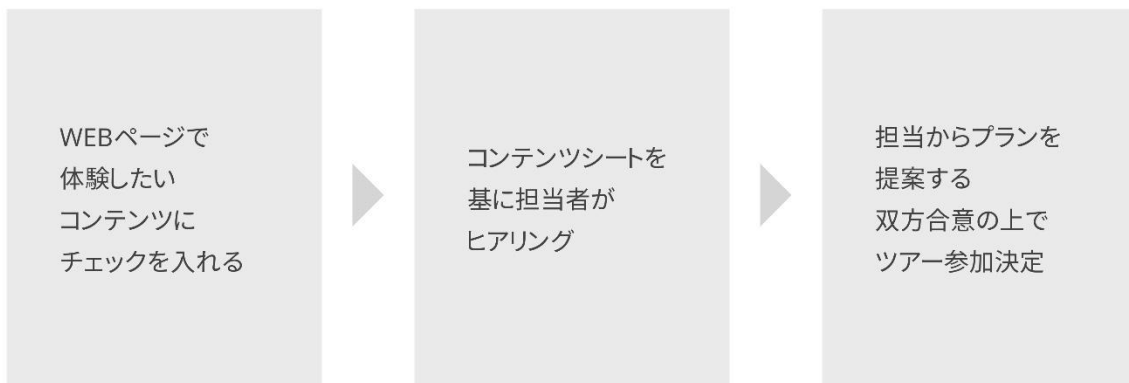 WEBページで
体験したい
コンテンツに
チェックを入れる
コンテンツシートを
基に担当者が
ヒアリング
担当からプランを
提案する
双方合意の上で
ツアー参加決定